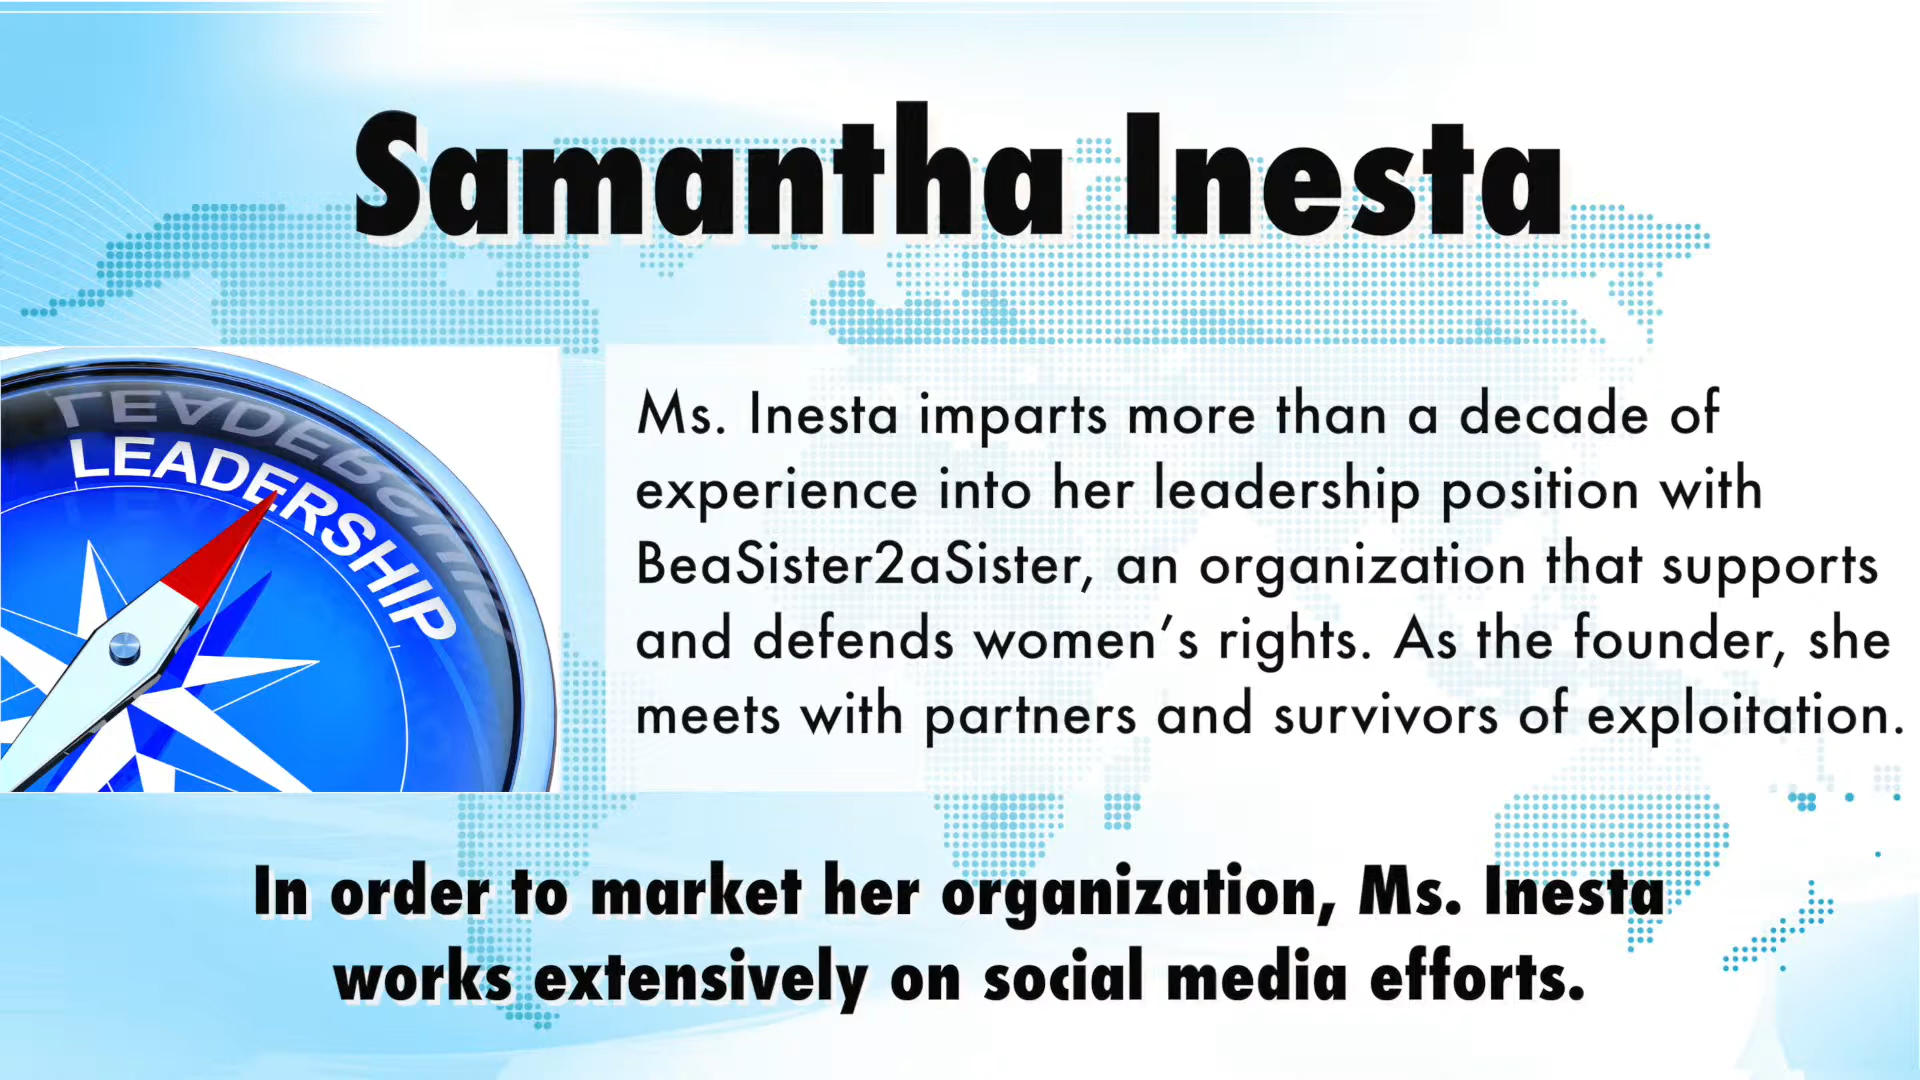 Samantha Inesta
LEADERSHIP
LEADERSHIP
Ms. Inesta imparts more than a decade of
experience into her leadership position with
BeaSister2aSister, an organization that supports
and defends women’s rights. As the founder, she
meets with partners and survivors of exploitation.
In order to market her organization, Ms. Inesta
works extensively on social media efforts.